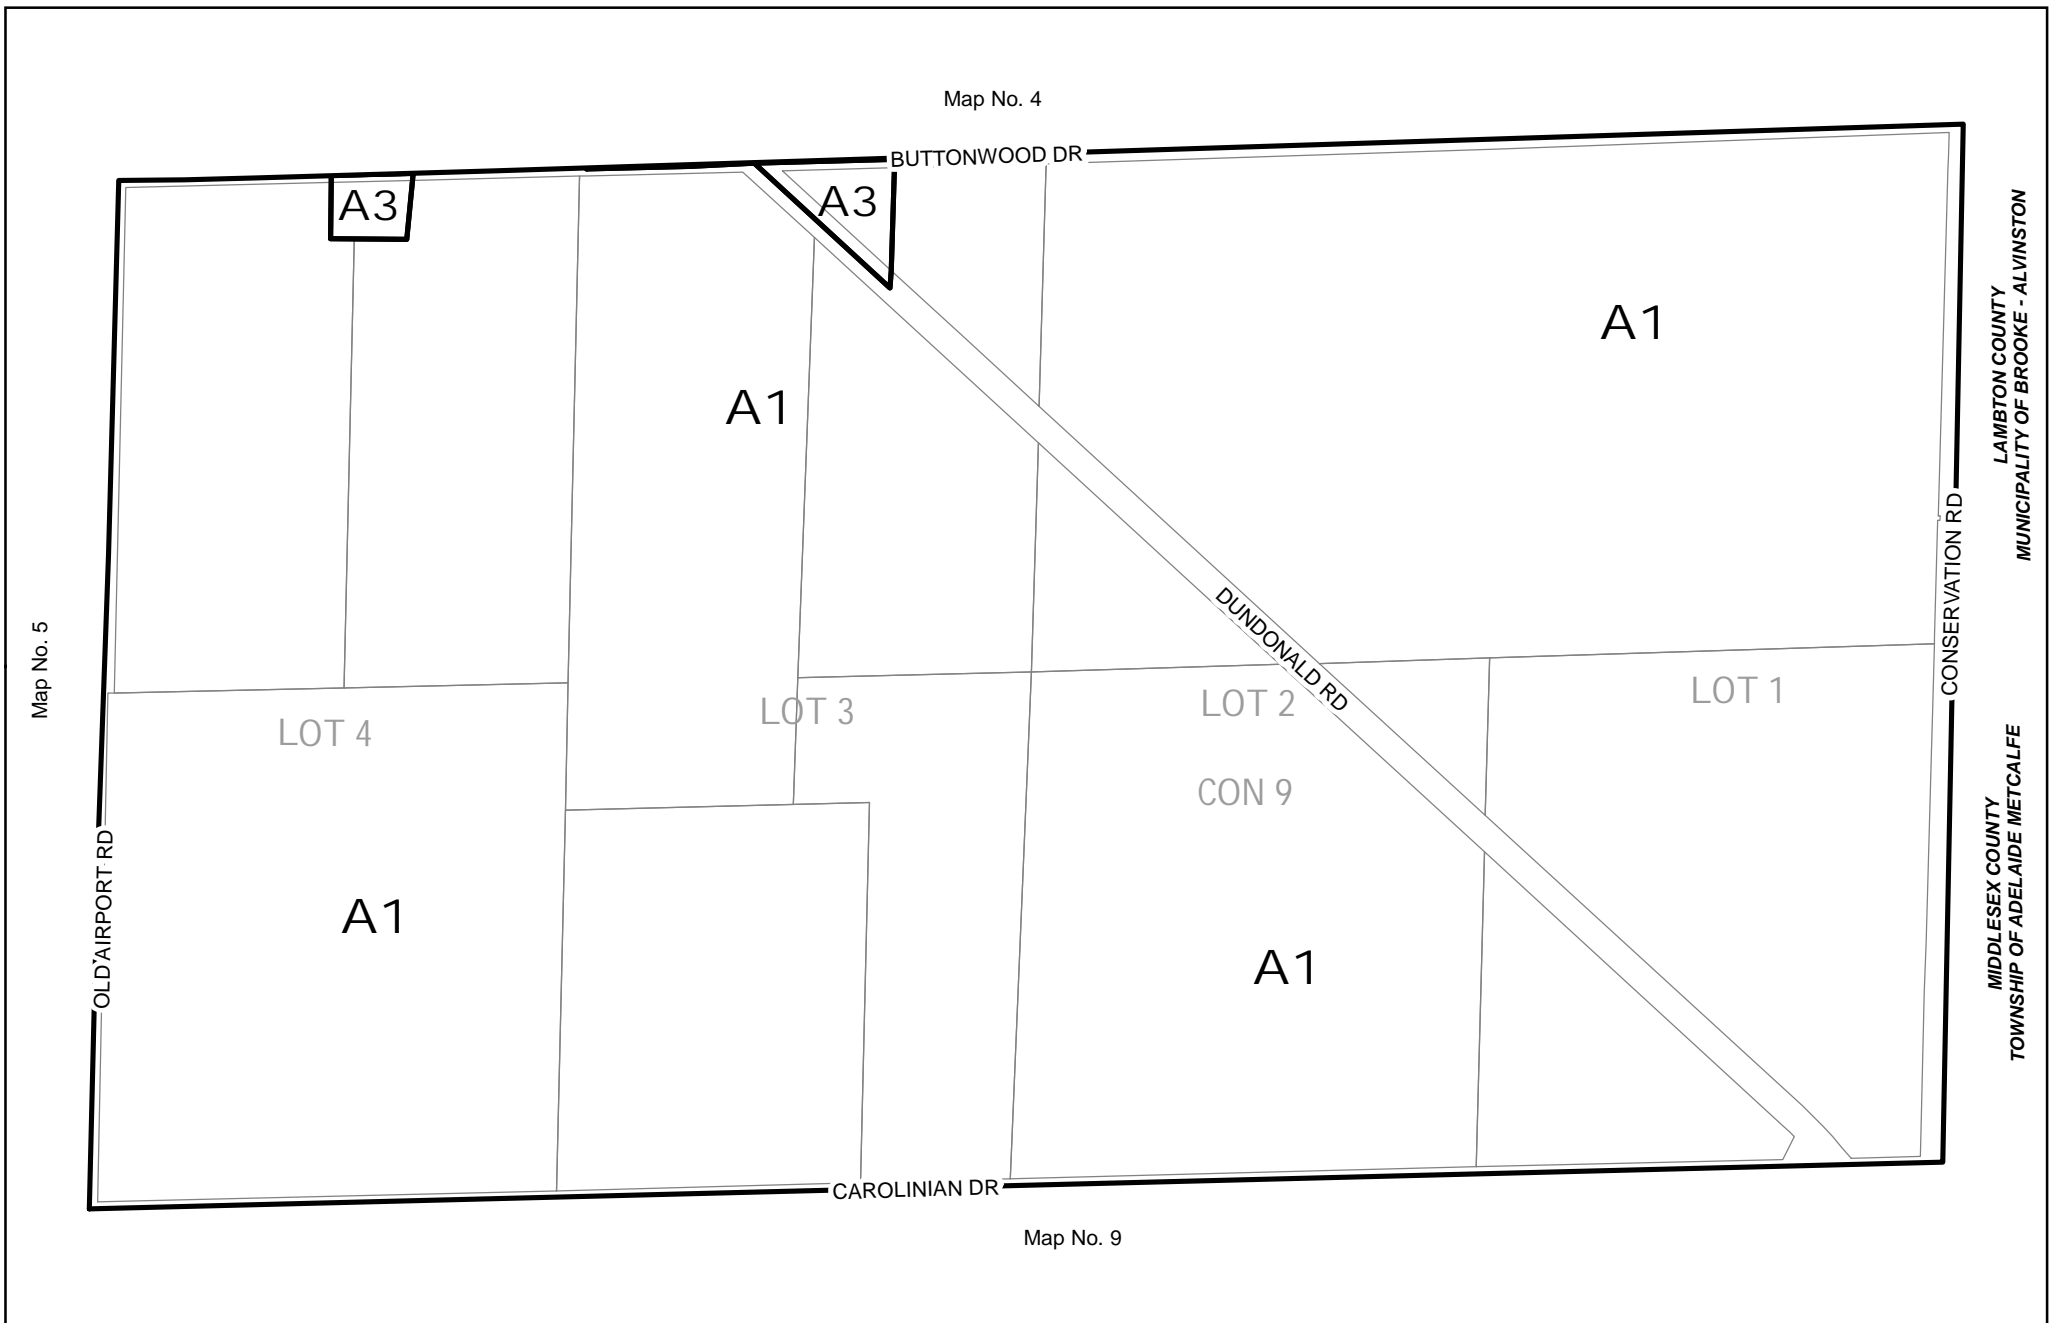 Map No. 4
BUTTONWOOD DR
A3
A3
A1
A1
LAMBTON COUNTY
MUNICIPALITY OF BROOKE - ALVINSTON
CONSERVATION RD
DUNDONALD RD
Map No. 5
LOT 4
LOT 3
LOT 2
LOT 1
CON 9
MIDDLESEX COUNTY
TOWNSHIP OF ADELAIDE METCALFE
OLD AIRPORT RD
A1
A1
CAROLINIAN DR
Map No. 9